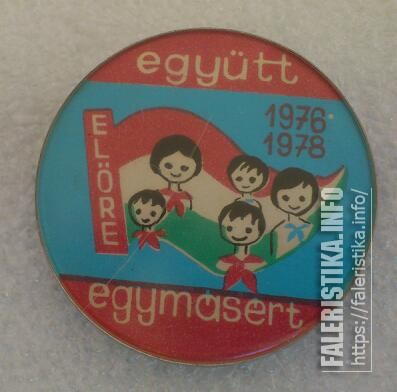 együtt
1976
1978
ELŐRE
egymásért
FALERISTIKA.INFO
https://faleristika.info/